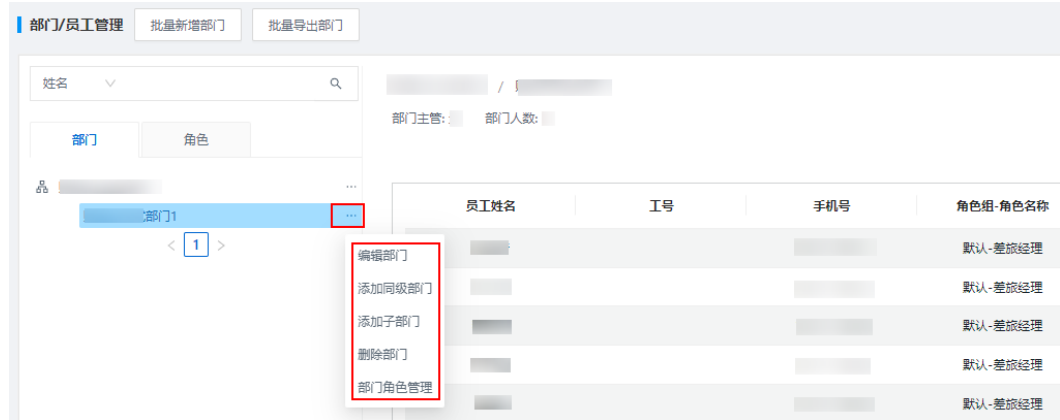 部门/员工管理 批量新增部门 批量导出部门
姓名
/
部门主管: 部门人数:
部门 角色
部门1
员工姓名 工号 手机号 角色组-角色名称
< 1 >
编辑部门
默认-差旅经理
添加同级部门
默认-差旅经理
添加子部门
默认-差旅经理
删除部门
默认-差旅经理
部门角色管理
默认-差旅经理